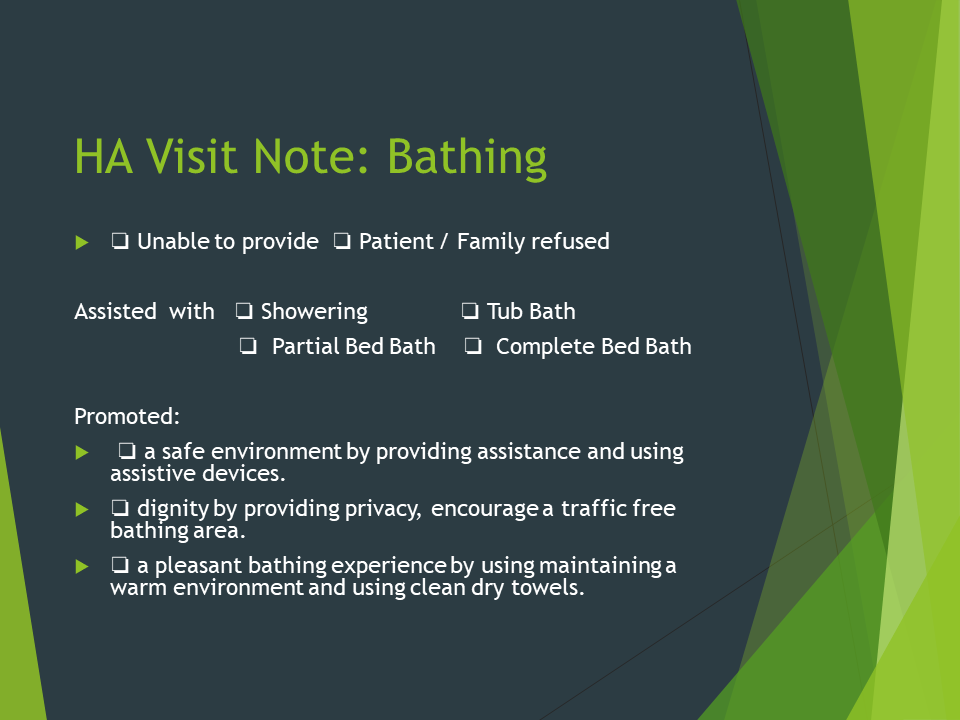 HA Visit Note: Bathing
❏ Unable to provide ❏ Patient / Family refused
Assisted with ❏ Showering ❏ Tub Bath
❏ Partial Bed Bath ❏ Complete Bed Bath
Promoted:
❏ a safe environment by providing assistance and using
assistive devices.
❏ dignity by providing privacy, encourage a traffic free
bathing area.
❏ a pleasant bathing experience by using maintaining a
warm environment and using clean dry towels.